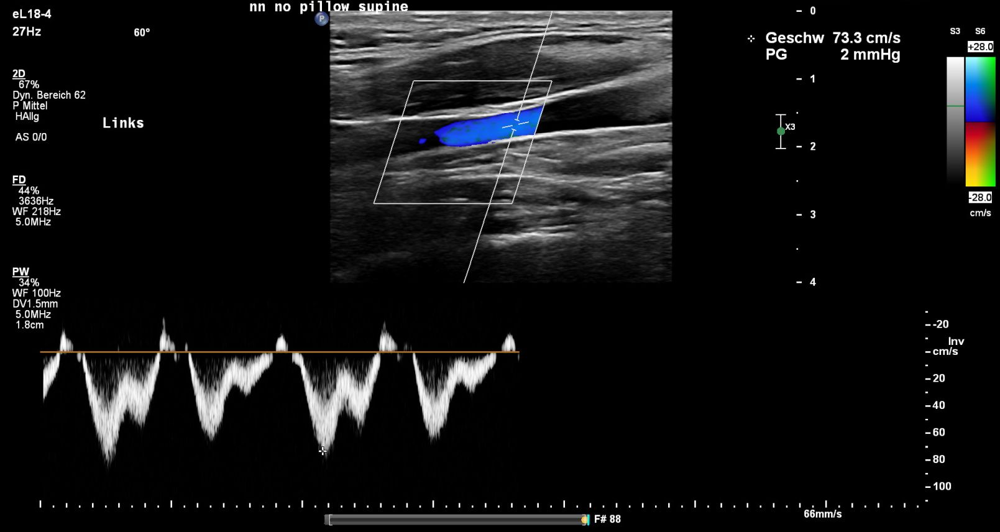 nn no pillow supine
eL18-4
27Hz
60°
P
2D
67%
Dyn. Bereich 62
P Mittel
HAllg
AS 0/0
Links
FD
44%
3636Hz
WF 218Hz
5.0MHz
PW
34%
WF 100Hz
DV1.5mm
5.0MHz
1.8cm
0
1
2
3
4
X3
Geschw 73.3 cm/s
PG 2 mmHg
S3 S6
+28.0
-28.0
cm/s
-20
Inv
cm/s
20
40
60
80
100
66mm/s
F# 88